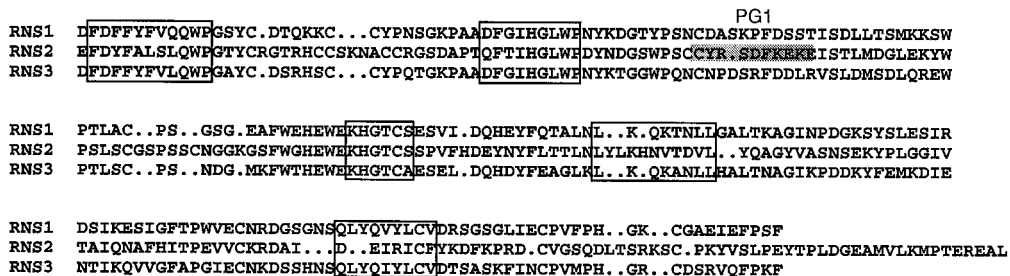 PG1
RNS1 DFDFFYFVQQWPGSYC.DTQKKC...CYPNSGKPAADFGIHGLWPNYKDGTYPSNCDASKPFDSSTISDLLTSMKKSW
RNS2 EFDYFALSLQWPGTYCRGTRHCCSKNACCRGSDAPTQFTIHGLWPDYNDGSWPSCCYR.SDFKEKEISTLMDGLEKYW
RNS3 DFDFFYFVLQWPGAYC.DSRHSC...CYPQTGKPAADFGIHGLWPNYKTGGWPQNCNPDSRFDDLRVSLDMSDLQREW
RNS1 PTLAC..PS..GSG.EAFWEHEWEKHGTCSESVI.DQHEYFQTALNL..K.QKTNLLGALTKAGINPDGKSYSLESIR
RNS2 PSLSCGSPSSCNGGKGSFWGHEWEKHGTCSSPVFHDEYNYFLTTLNLYLKHNVTDVL..YQAGYVASNSEKYPLGGIV
RNS3 PTLSC..PS..NDG.MKFWTHEWEKHGTCAESEL.DQHDYFEAGLKL..K.QKANLLHALTNAGIKPDDKYFEMKDIE
RNS1 DSIKESIGFTPWVECNRDGSGNSQLYQVYLCVDRSGSGLIECPVFPH..GK..CGAEIEFPSF
RNS2 TAIQNAFHITPEVVCKRDAI...D..EIRICFYKDFKPRD.CVGSQDLTSRKSC.PKYVSLPEYTPLDGEAMVLKMPTEREAL
RNS3 NTIKQVVGFAPGIECNKDSSHNSQLYQIYLCVDTSASKFINCPVMPH..GR..CDSRVQFPKF